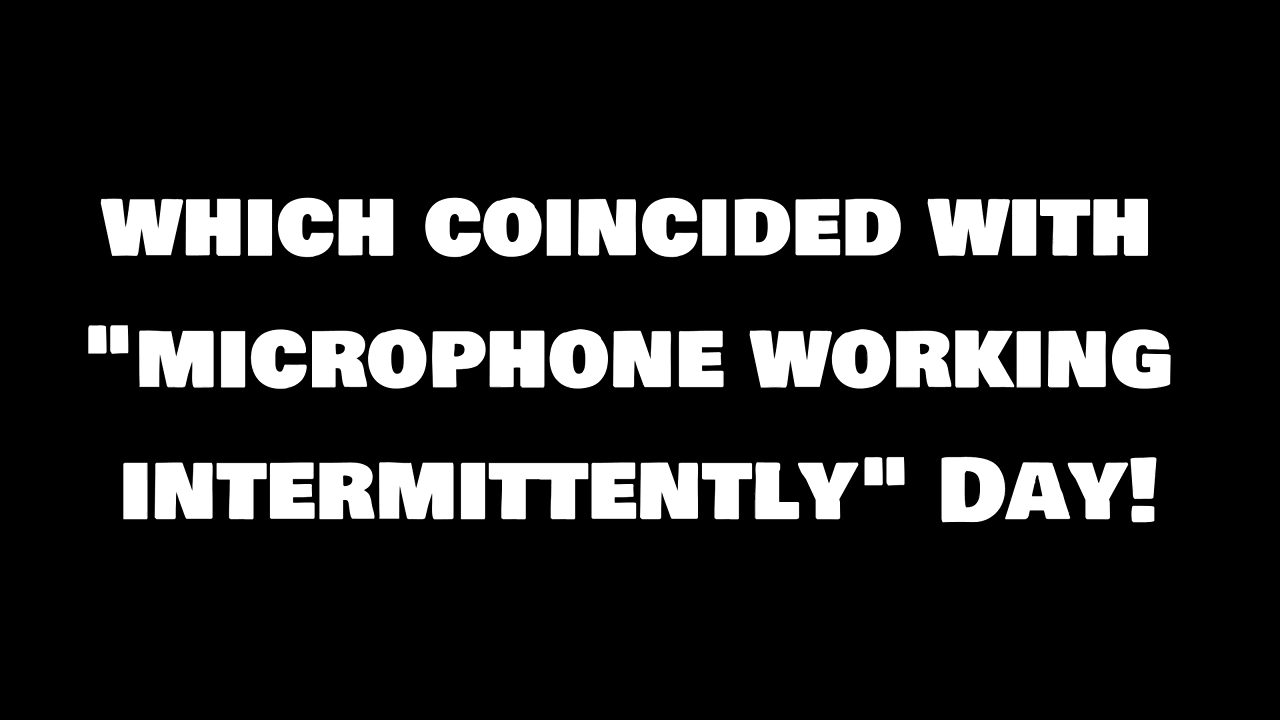 which coincided with
"microphone working
intermittently" Day!